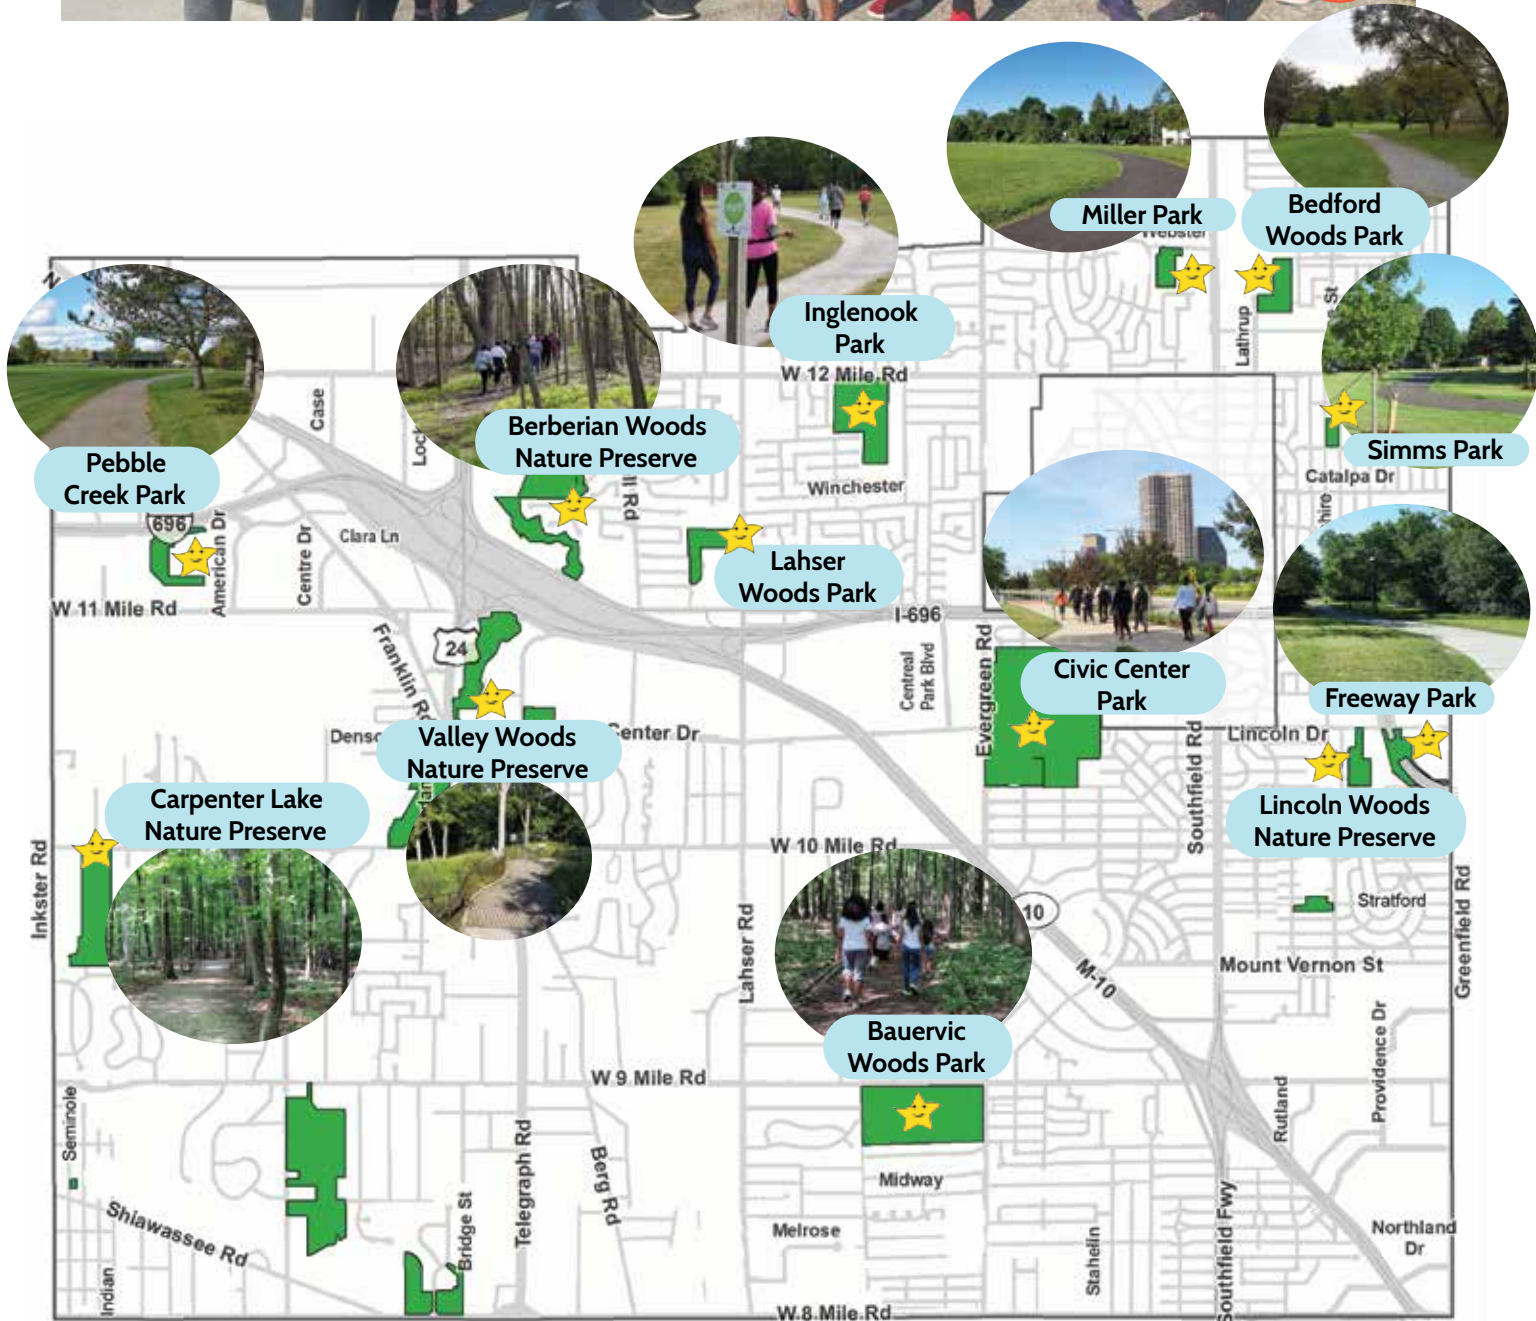 Miller Park
Bedford
Woods Park
Webster
Inglenook
Park
Lathrup
W 12 Mile Rd
Case
Berberian Woods
Nature Preserve
Simms Park
Pebble
Creek Park
Catalpa Dr
Winchester
696
American Dr
Centre Dr
Clara Ln
Lahser
Woods Park
W 11 Mile Rd
I-696
24
Franklin Rd
Centreal
Park Blvd
Evergreen Rd
Civic Center
Park
Freeway Park
Valley Woods
Nature Preserve
Center Dr
Southfield Rd
Lincoln Dr
Carpenter Lake
Nature Preserve
Lincoln Woods
Nature Preserve
W 10 Mile Rd
Inkster Rd
Stratford
Greenfield Rd
10
Lahser Rd
M-10
Mount Vernon St
Bauervic
Woods Park
Providence Dr
W 9 Mile Rd
Rutland
Seminole
Telegraph Rd
Berg Rd
Midway
Shiawassee Rd
Bridge St
Melrose
Stahelin
Southfield Fwy
Northland
Dr
Indian
W 8 Mile Rd